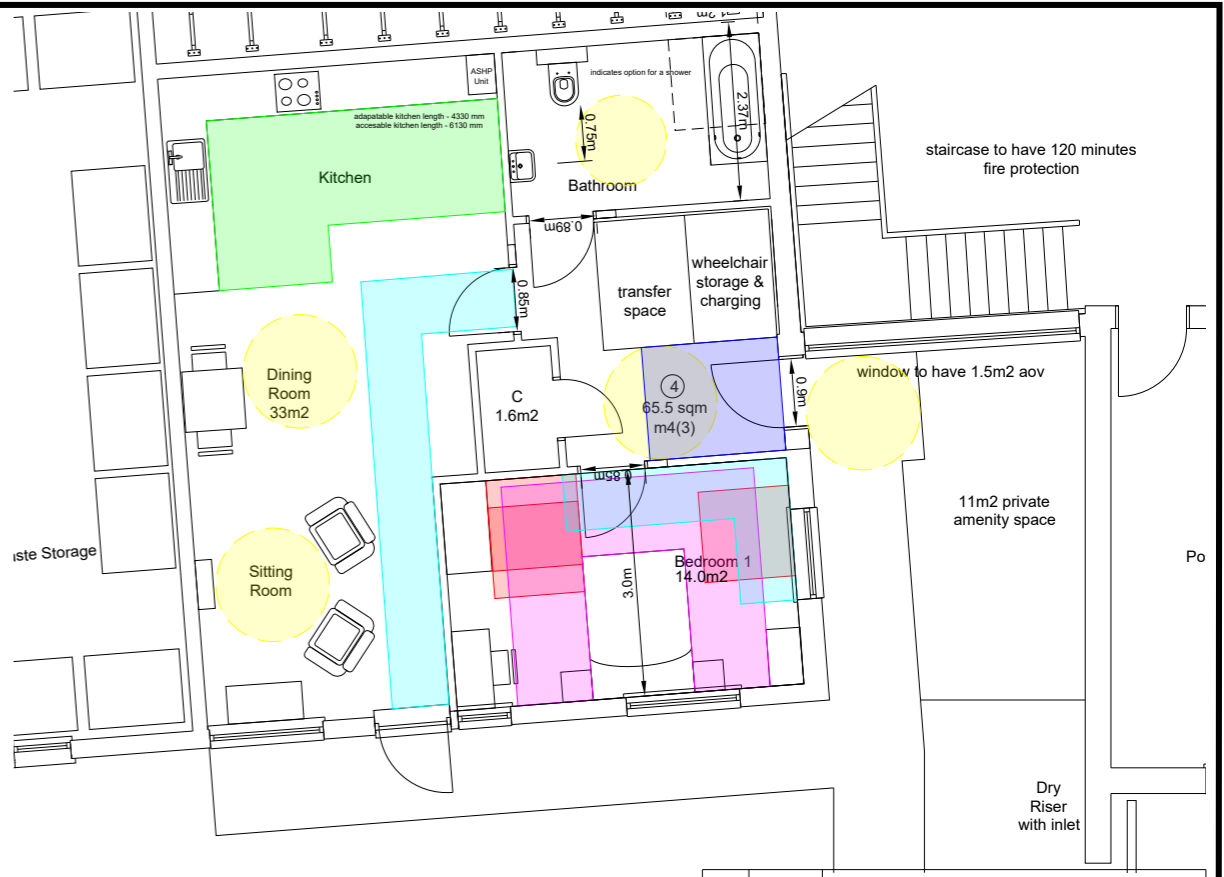 1.2m
ASHP
Unit
indicates option for a shower
adapatable kitchen length - 4330 mm
accesable kitchen length - 6130 mm
0.75m
2.37m
staircase to have 120 minutes
fire protection
Kitchen
Bathroom
0.89m
wheelchair
storage &
charging
transfer
space
0.85m
window to have 1.5m2 aov
Dining
Room
33m2
C
1.6m2
4
65.5 sqm
m4(3)
0.9m
0.85m
11m2 private
amenity space
ste Storage
Sitting
Room
Bedroom 1
14.0m2
3.0m
Po
Dry
Riser
with inlet